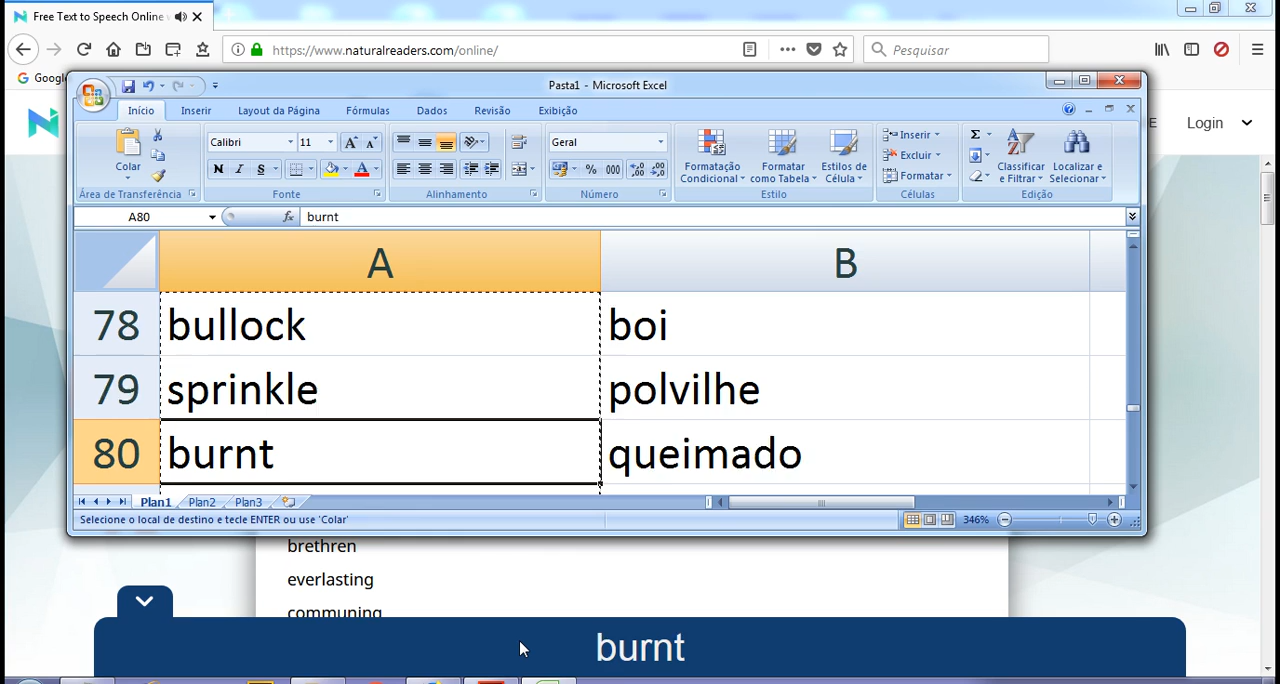 Free Text to Speech Online
https://www.naturalreaders.com/online/
Pesquisar
Google
Pasta1 - Microsoft Excel
Início Inserir Layout da Página Fórmulas Dados Revisão Exibição
Colar
Calibri 11
N I S
Geral
% 000
Formatação Condicional
Formatar como Tabela
Estilos de Célula
Inserir
Excluir
Formatar
Classificar e Filtrar
Localizar e Selecionar
Área de Transferência Fonte Alinhamento Número Estilo Células Edição
Login
A80 fx burnt
A B
78 bullock boi
79 sprinkle polvilhe
80 burnt queimado
Plan1 Plan2 Plan3
Selecione o local de destino e tecle ENTER ou use 'Colar' 346%
brethren
everlasting
communing
burnt